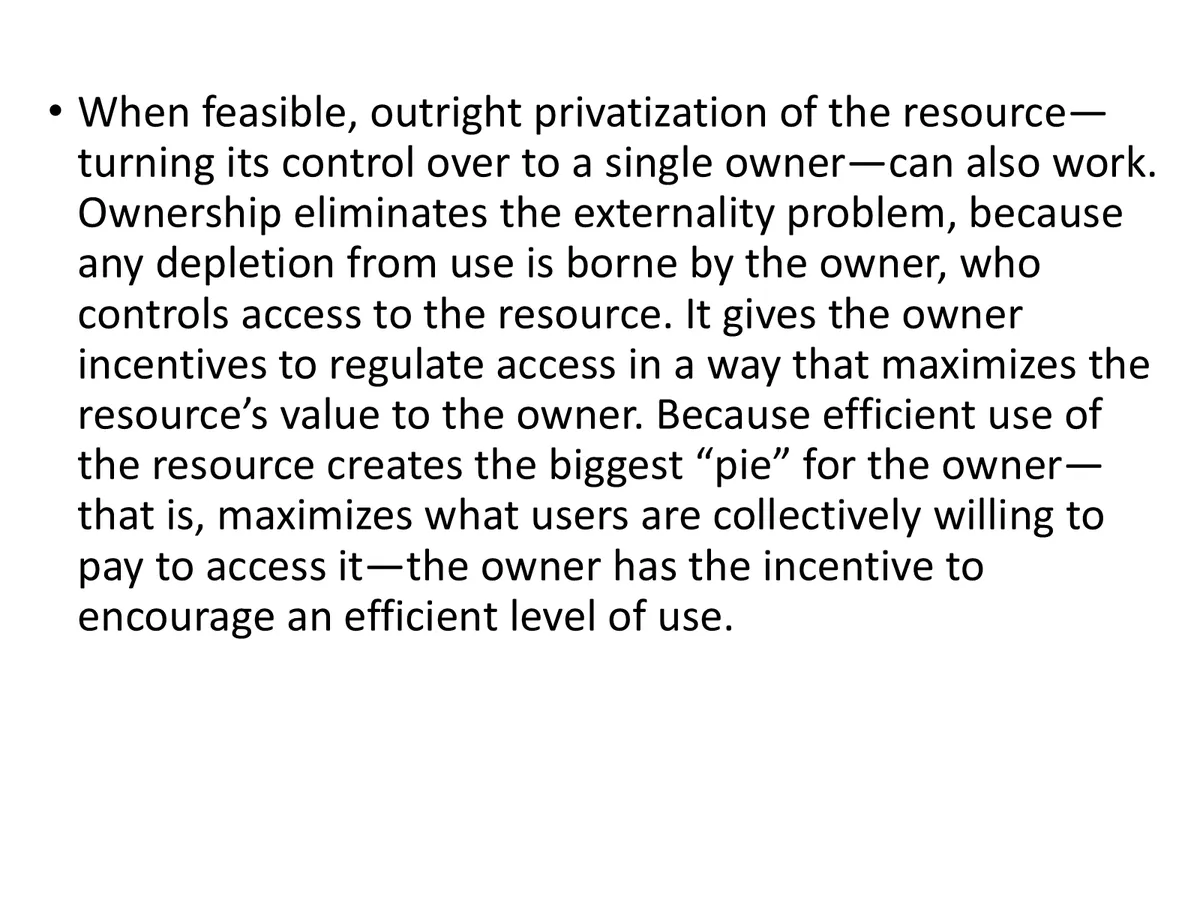 • When feasible, outright privatization of the resource—
turning its control over to a single owner—can also work.
Ownership eliminates the externality problem, because
any depletion from use is borne by the owner, who
controls access to the resource. It gives the owner
incentives to regulate access in a way that maximizes the
resource’s value to the owner. Because efficient use of
the resource creates the biggest “pie” for the owner—
that is, maximizes what users are collectively willing to
pay to access it—the owner has the incentive to
encourage an efficient level of use.